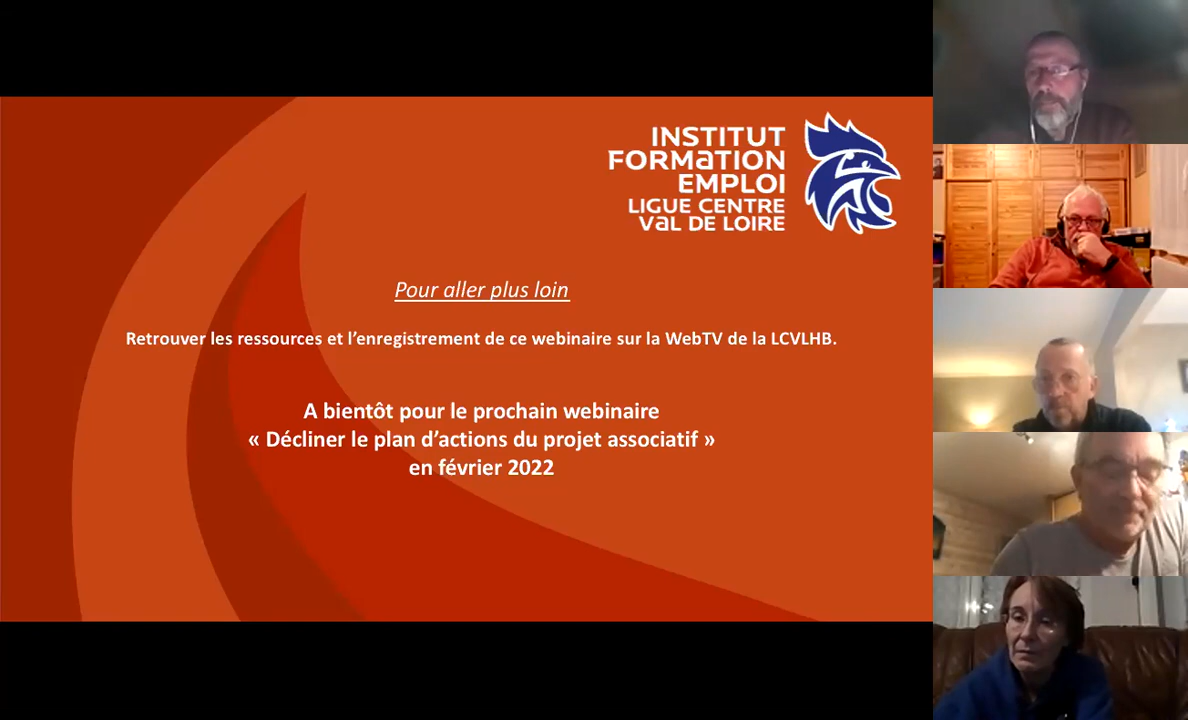 INSTITUT
FORMATION
EMPLOI
LIGUE CENTRE
VAL DE LOIRE
Pour aller plus loin
Retrouver les ressources et l'enregistrement de ce webinaire sur la WebTV de la LCVLHB.
A bientôt pour le prochain webinaire
« Décliner le plan d'actions du projet associatif »
en février 2022